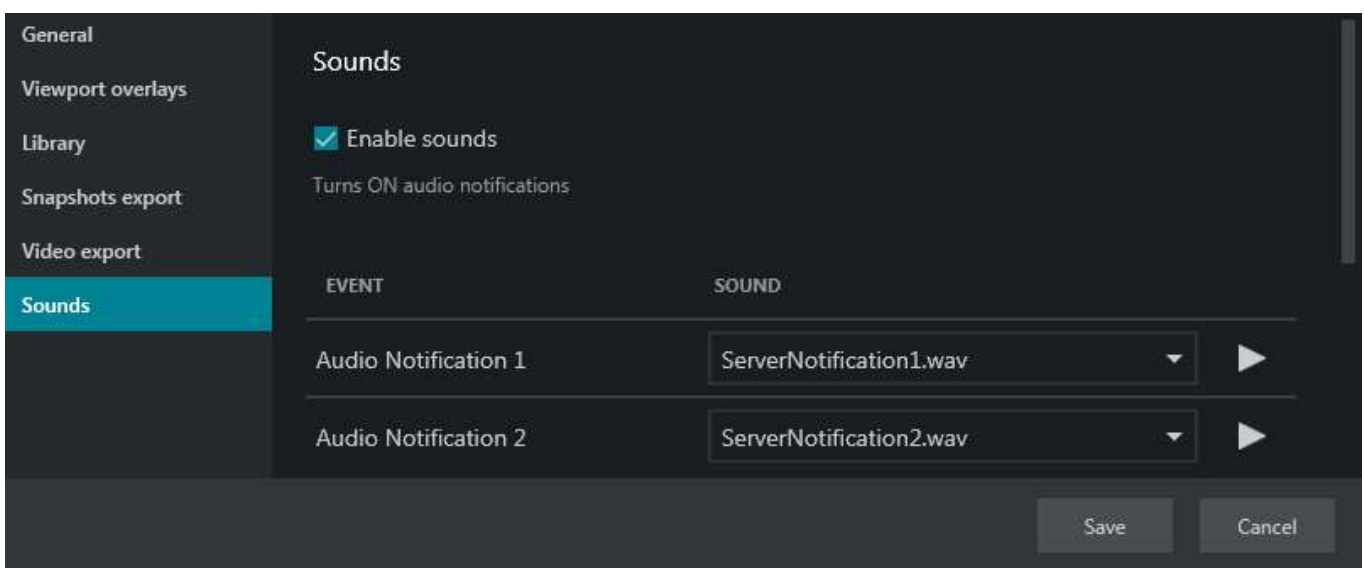 General
Viewport overlays
Library
Snapshots export
Video export
Sounds
Sounds
Enable sounds
Turns ON audio notifications
EVENT SOUND
Audio Notification 1 ServerNotification1.wav
Audio Notification 2 ServerNotification2.wav
Save Cancel